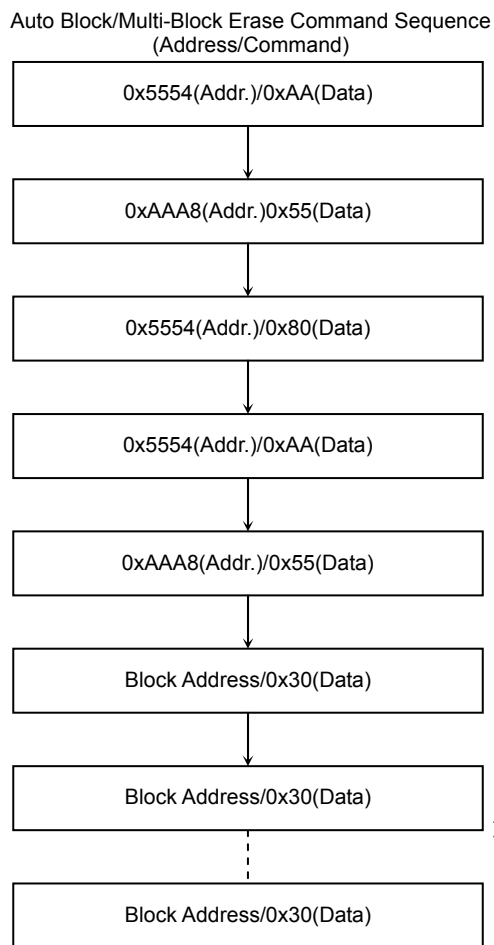 Auto Block/Multi-Block Erase Command Sequence
(Address/Command)
0x5554(Addr.)/0xAA(Data)
0xAAA8(Addr.)0x55(Data)
0x5554(Addr.)/0x80(Data)
0x5554(Addr.)/0xAA(Data)
0xAAA8(Addr.)/0x55(Data)
Block Address/0x30(Data)
Block Address/0x30(Data)
Block Address/0x30(Data)